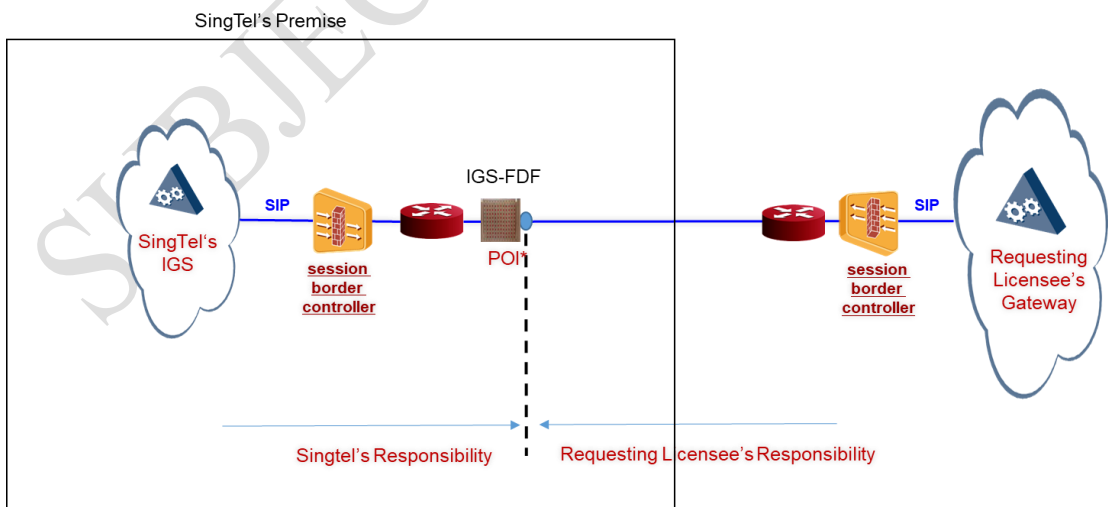 SingTel's Premise
SUBJEC
IGS-FDF
SIP
SIP
SingTel‘s
IGS
POI*
session
border
controller
session
border
controller
Requesting
Licensee's
Gateway
Singtel's Responsibility
Requesting Licensee's Responsibility